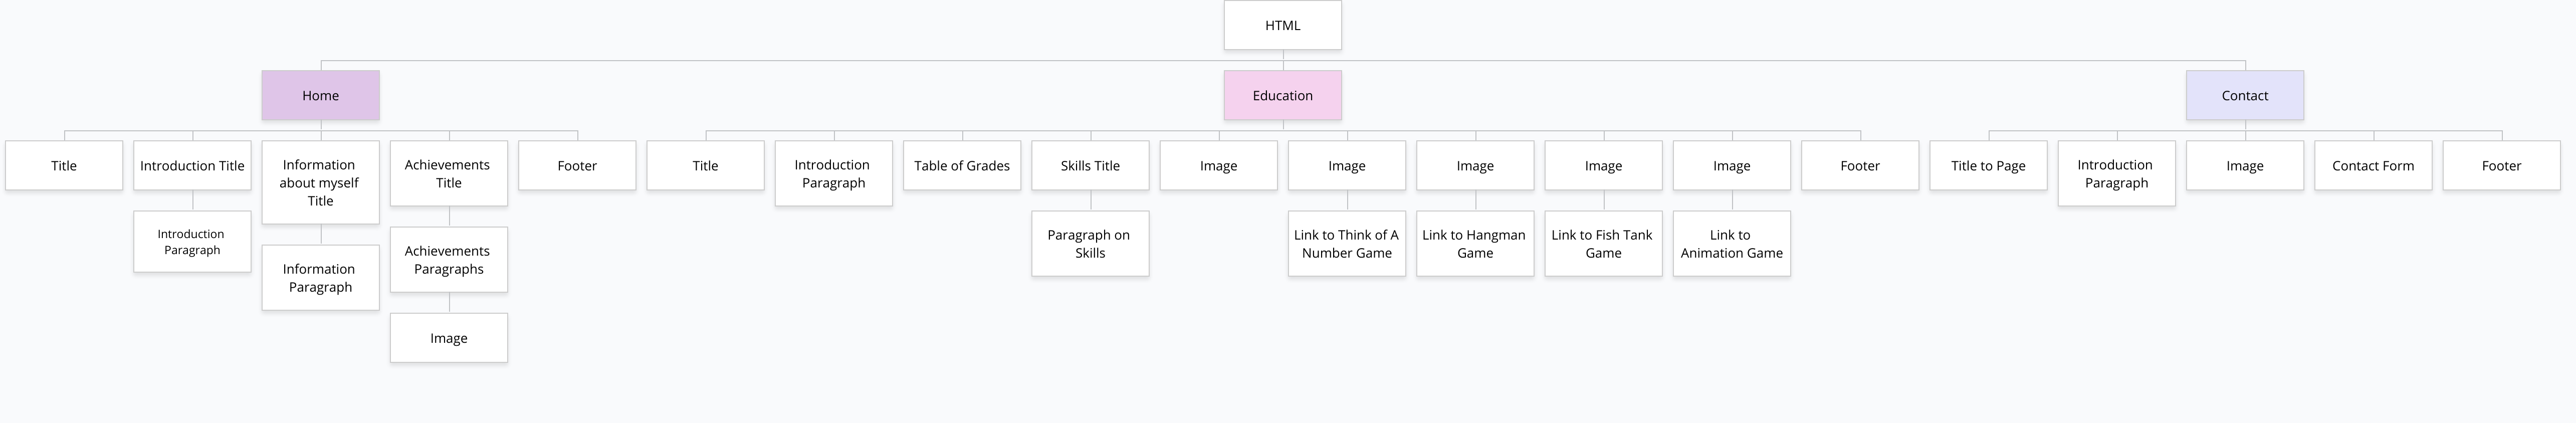 HTML
Home
Education
Contact
Title
Introduction Title
Information
about myself
Title
Achievements
Title
Footer
Title
Introduction
Paragraph
Table of Grades
Skills Title
Image
Image
Image
Image
Image
Footer
Title to Page
Introduction
Paragraph
Image
Contact Form
Footer
Introduction
Paragraph
Information
Paragraph
Achievements
Paragraphs
Image
Paragraph on
Skills
Link to Think of A
Number Game
Link to Hangman
Game
Link to Fish Tank
Game
Link to
Animation Game